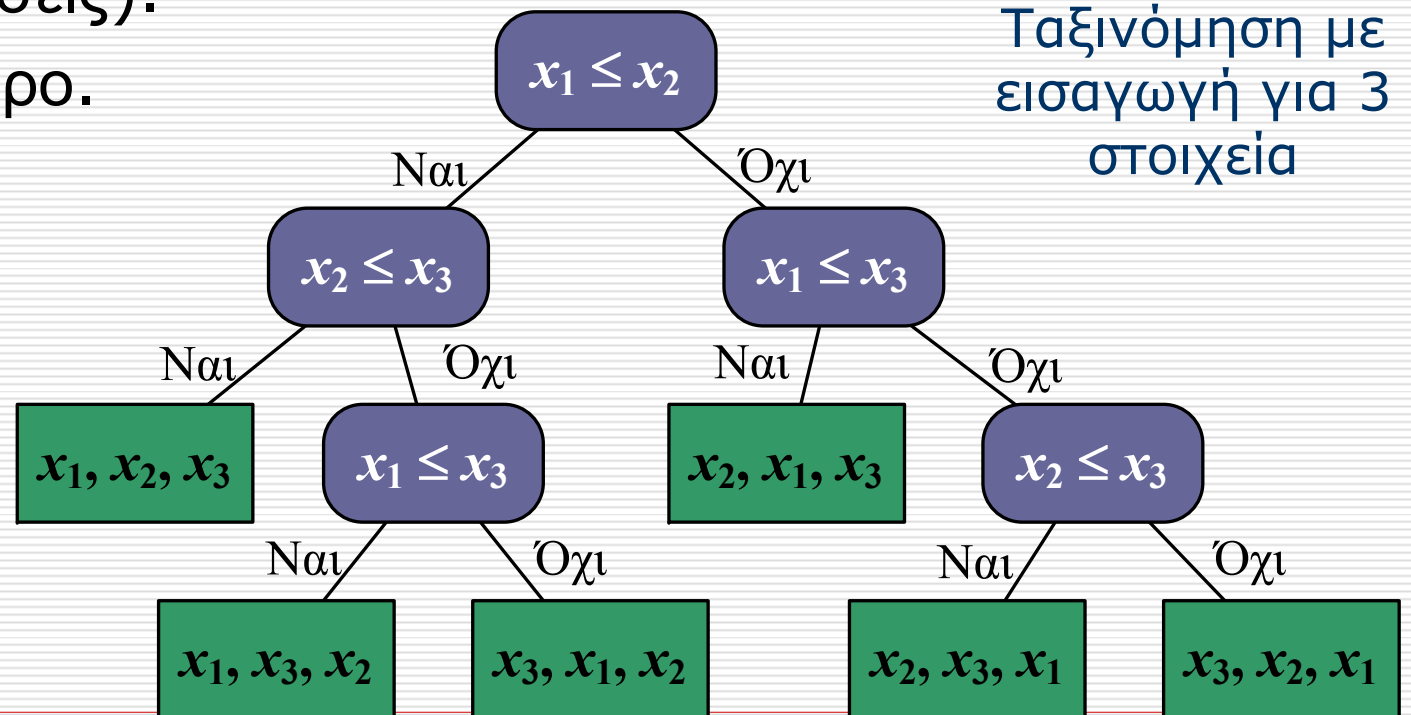 σεις).
ρο.
Ταξινόμηση με
εισαγωγή για 3
στοιχεία
x₁ ≤ x₂
Ναι Όχι
x₂ ≤ x₃ x₁ ≤ x₃
Ναι Όχι Ναι Όχι
x₁, x₂, x₃ x₁ ≤ x₃ x₂, x₁, x₃ x₂ ≤ x₃
Ναι Όχι Ναι Όχι
x₁, x₃, x₂ x₃, x₁, x₂ x₂, x₃, x₁ x₃, x₂, x₁